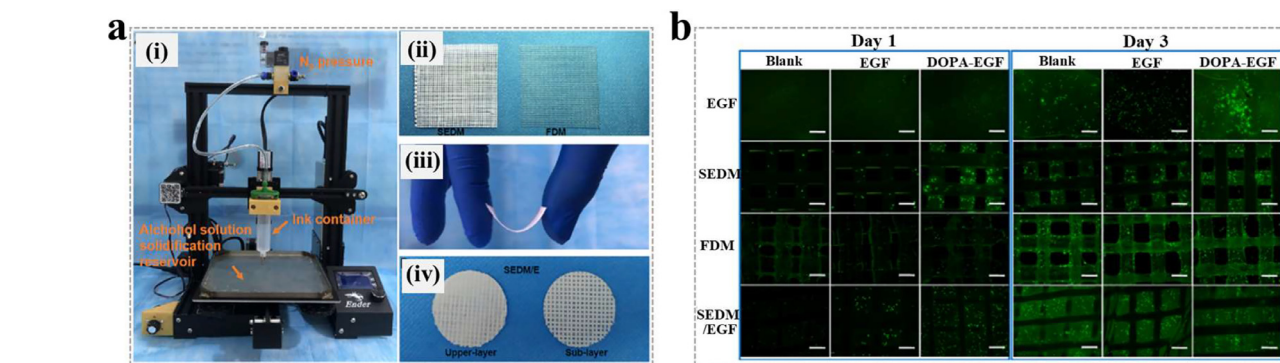 a
(i)
N₂ pressure
Ink container
Alchohol solution
solidification
reservoir
Ender
(ii)
SEDM
FDM
(iii)
(iv)
SEDM/E
Upper-layer
Sub-layer
b
Day 1
Day 3
Blank
EGF
DOPA-EGF
Blank
EGF
DOPA-EGF
EGF
SEDM
FDM
SEDM
/EGF